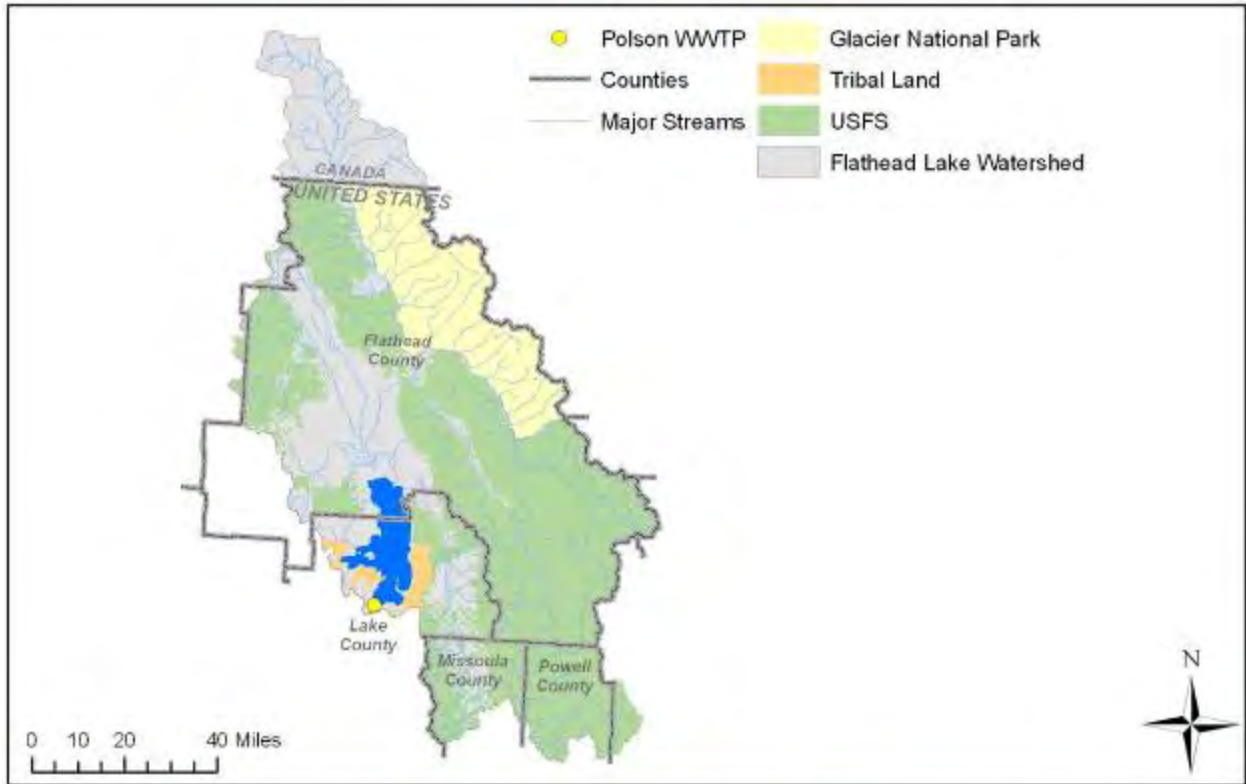 Polson WWTP
Counties
Major Streams
Glacier National Park
Tribal Land
USFS
Flathead Lake Watershed
CANADA
UNITED STATES
Flathead
County
Lake
County
Missoula
County
Powell
County
N
0 10 20 40 Miles